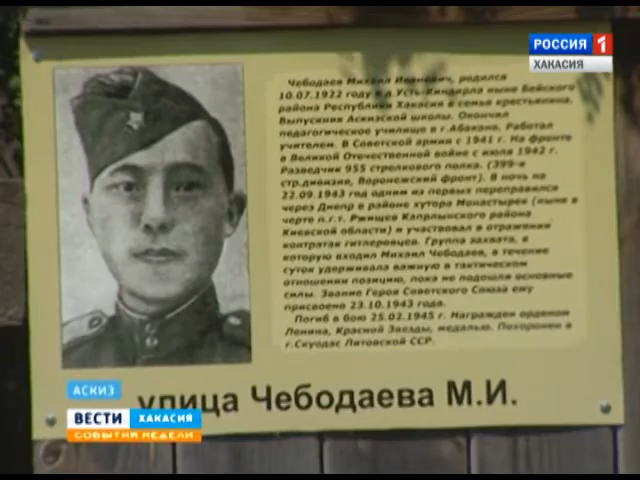 РОССИЯ 1
ХАКАСИЯ
Чебодаев Михаил Иванович, родился
10.07.1922 году в д Усть-Киндирла ныне Бейского
района Республики Хакасия в семье крестьянина.
Выпускник Аскизской школы. Окончил
педагогическое училище в г.Абакане. Работал
учителем. В Советской армии с 1941 г. На фронте
в Великой Отечественной войне с июля 1942 г.
Разведчик 955 стрелкового полка. (399-я
стр.дивизия, Воронежский фронт). В ночь на
22.09.1943 год одним из первых переправился
через Днепр в районе хутора Монастырек (ныне в
черте п.г.т. Ржищев Капрлынского района
Киевской области) и участвовал в отражении
контратак гитлеровцев. Группа захвата, в
которую входил Михаил Чебодаев, в течение
суток удерживала важную в тактическом
отношении позицию, пока не подошли основные
силы. Звание Героя Советского Союза ему
присвоено 23.10.1943 года.
Погиб в бою 25.02.1945 г. Награжден орденом
Ленина, Красной Звезды, медалью. Похоронен в
г.Скуодас Литовской ССР.
АСКИЗ
улица Чебодаева М.И.
ВЕСТИ ХАКАСИЯ
СОБЫТИЯ НЕДЕЛИ